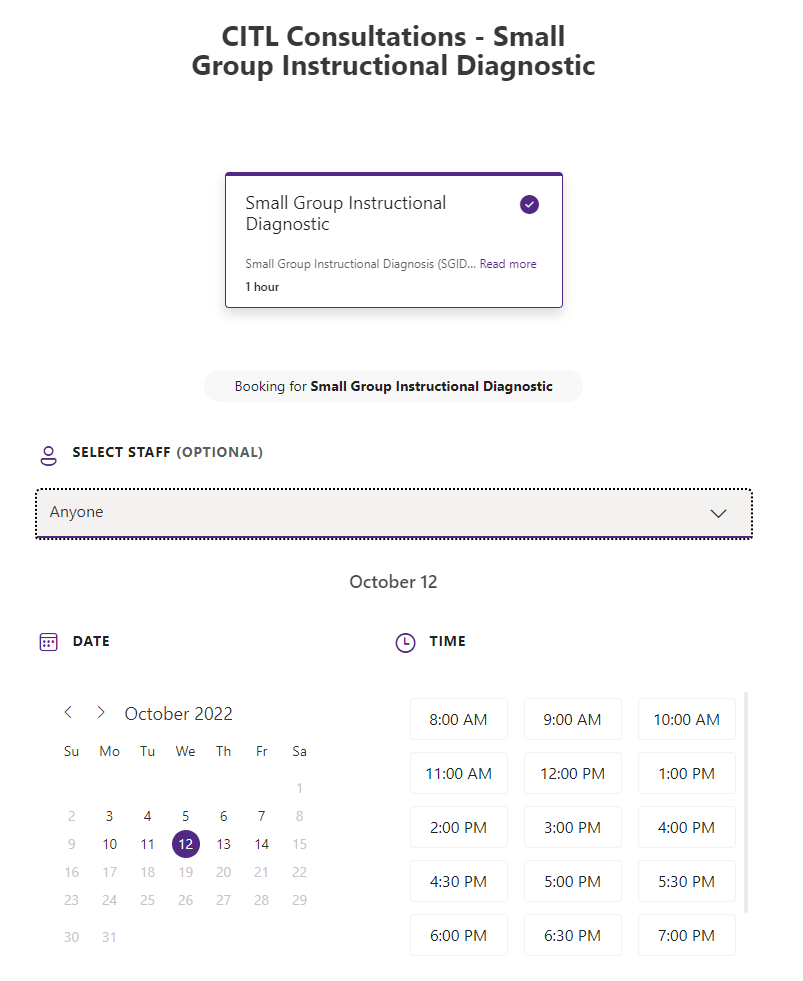 CITL Consultations - Small
Group Instructional Diagnostic
Small Group Instructional
Diagnostic
Small Group Instructional Diagnosis (SGID... Read more
1 hour
Booking for Small Group Instructional Diagnostic
SELECT STAFF (OPTIONAL)
Anyone
October 12
DATE
October 2022
Su Mo Tu We Th Fr Sa
1
2 3 4 5 6 7 8
9 10 11 12 13 14 15
16 17 18 19 20 21 22
23 24 25 26 27 28 29
30 31
TIME
8:00 AM 9:00 AM 10:00 AM
11:00 AM 12:00 PM 1:00 PM
2:00 PM 3:00 PM 4:00 PM
4:30 PM 5:00 PM 5:30 PM
6:00 PM 6:30 PM 7:00 PM